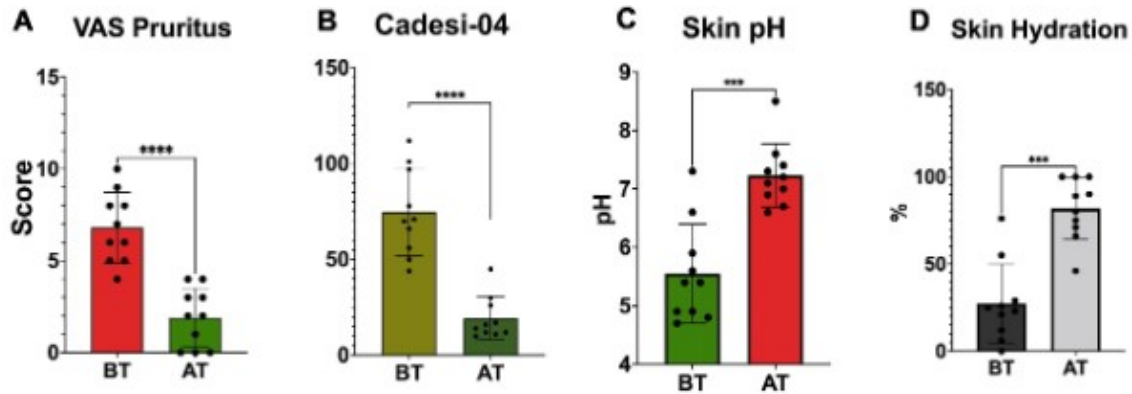 A VAS Pruritus
Score
15
10
5
0
****
BT AT
B Cadesi-04
150
100
50
0
****
BT AT
C Skin pH
pH
9
8
7
6
5
4
***
BT AT
D Skin Hydration
%
150
100
50
0
***
BT AT